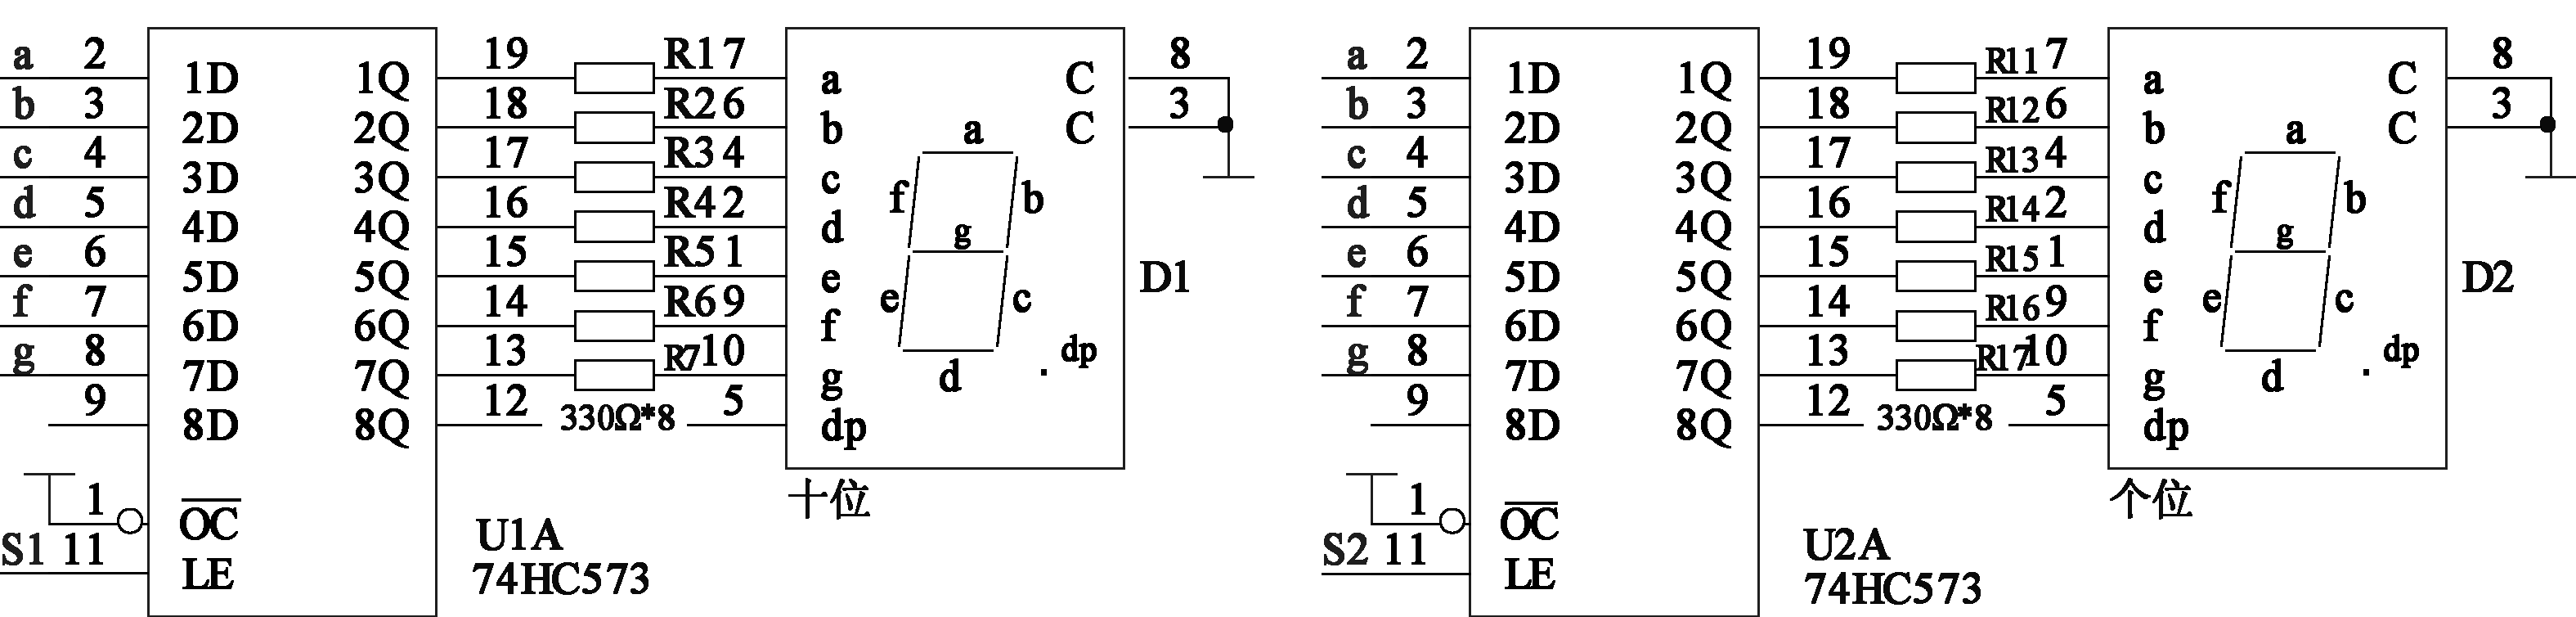 a 2 1D 1Q 19 R1 7 a C 8
b 3 2D 2Q 18 R2 6 b C 3
c 4 3D 3Q 17 R3 4 c
d 5 4D 4Q 16 R4 2 d
e 6 5D 5Q 15 R5 1 e
f 7 6D 6Q 14 R6 9 f
g 8 7D 7Q 13 R7 10 g
9 8D 8Q 12 330Ω*8 5 dp
a
f b
g
e c
d dp
D1
十位
1 OC
S1 11 LE
U1A
74HC573
a 2 1D 1Q 19 R11 7 a C 8
b 3 2D 2Q 18 R12 6 b C 3
c 4 3D 3Q 17 R13 4 c
d 5 4D 4Q 16 R14 2 d
e 6 5D 5Q 15 R15 1 e
f 7 6D 6Q 14 R16 9 f
g 8 7D 7Q 13 R17 10 g
9 8D 8Q 12 330Ω*8 5 dp
a
f b
g
e c
d dp
D2
个位
1 OC
S2 11 LE
U2A
74HC573